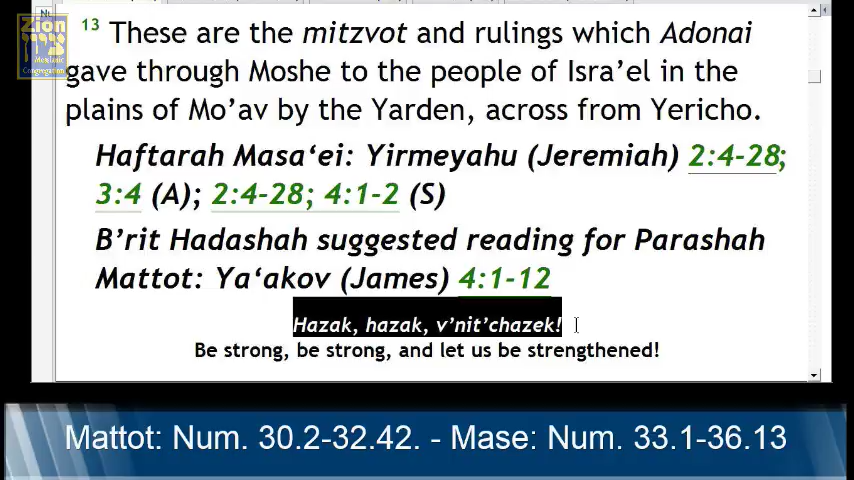 Zion
ציון
Messianic
Congregation
13 These are the mitzvot and rulings which Adonai
gave through Moshe to the people of Isra’el in the
plains of Mo’av by the Yarden, across from Yericho.
Haftarah Masa‘ei: Yirmeyahu (Jeremiah) 2:4-28;
3:4 (A); 2:4-28; 4:1-2 (S)
B’rit Hadashah suggested reading for Parashah
Mattot: Ya‘akov (James) 4:1-12
Hazak, hazak, v’nit’chazek!
Be strong, be strong, and let us be strengthened!
Mattot: Num. 30.2-32.42. - Mase: Num. 33.1-36.13